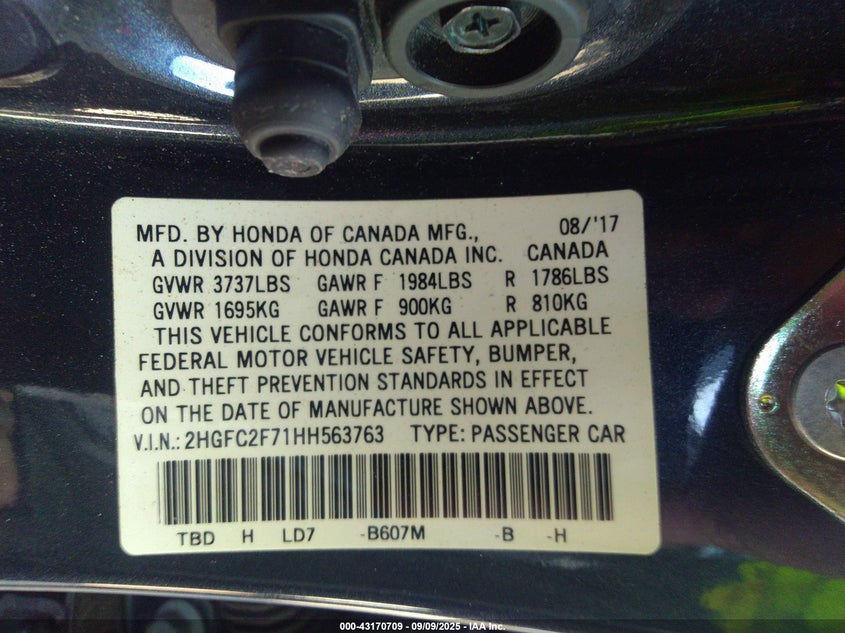 MFD. BY HONDA OF CANADA MFG., 08/'17
A DIVISION OF HONDA CANADA INC. CANADA
GVWR 3737LBS GAWR F 1984LBS R 1786LBS
GVWR 1695KG GAWR F 900KG R 810KG
THIS VEHICLE CONFORMS TO ALL APPLICABLE
FEDERAL MOTOR VEHICLE SAFETY, BUMPER,
AND THEFT PREVENTION STANDARDS IN EFFECT
ON THE DATE OF MANUFACTURE SHOWN ABOVE.
V.I.N.: 2HGFC2F71HH563763 TYPE: PASSENGER CAR
TBD H LD7 -B607M -B -H
000-43170709 - 09/09/2025 - IAA Inc.